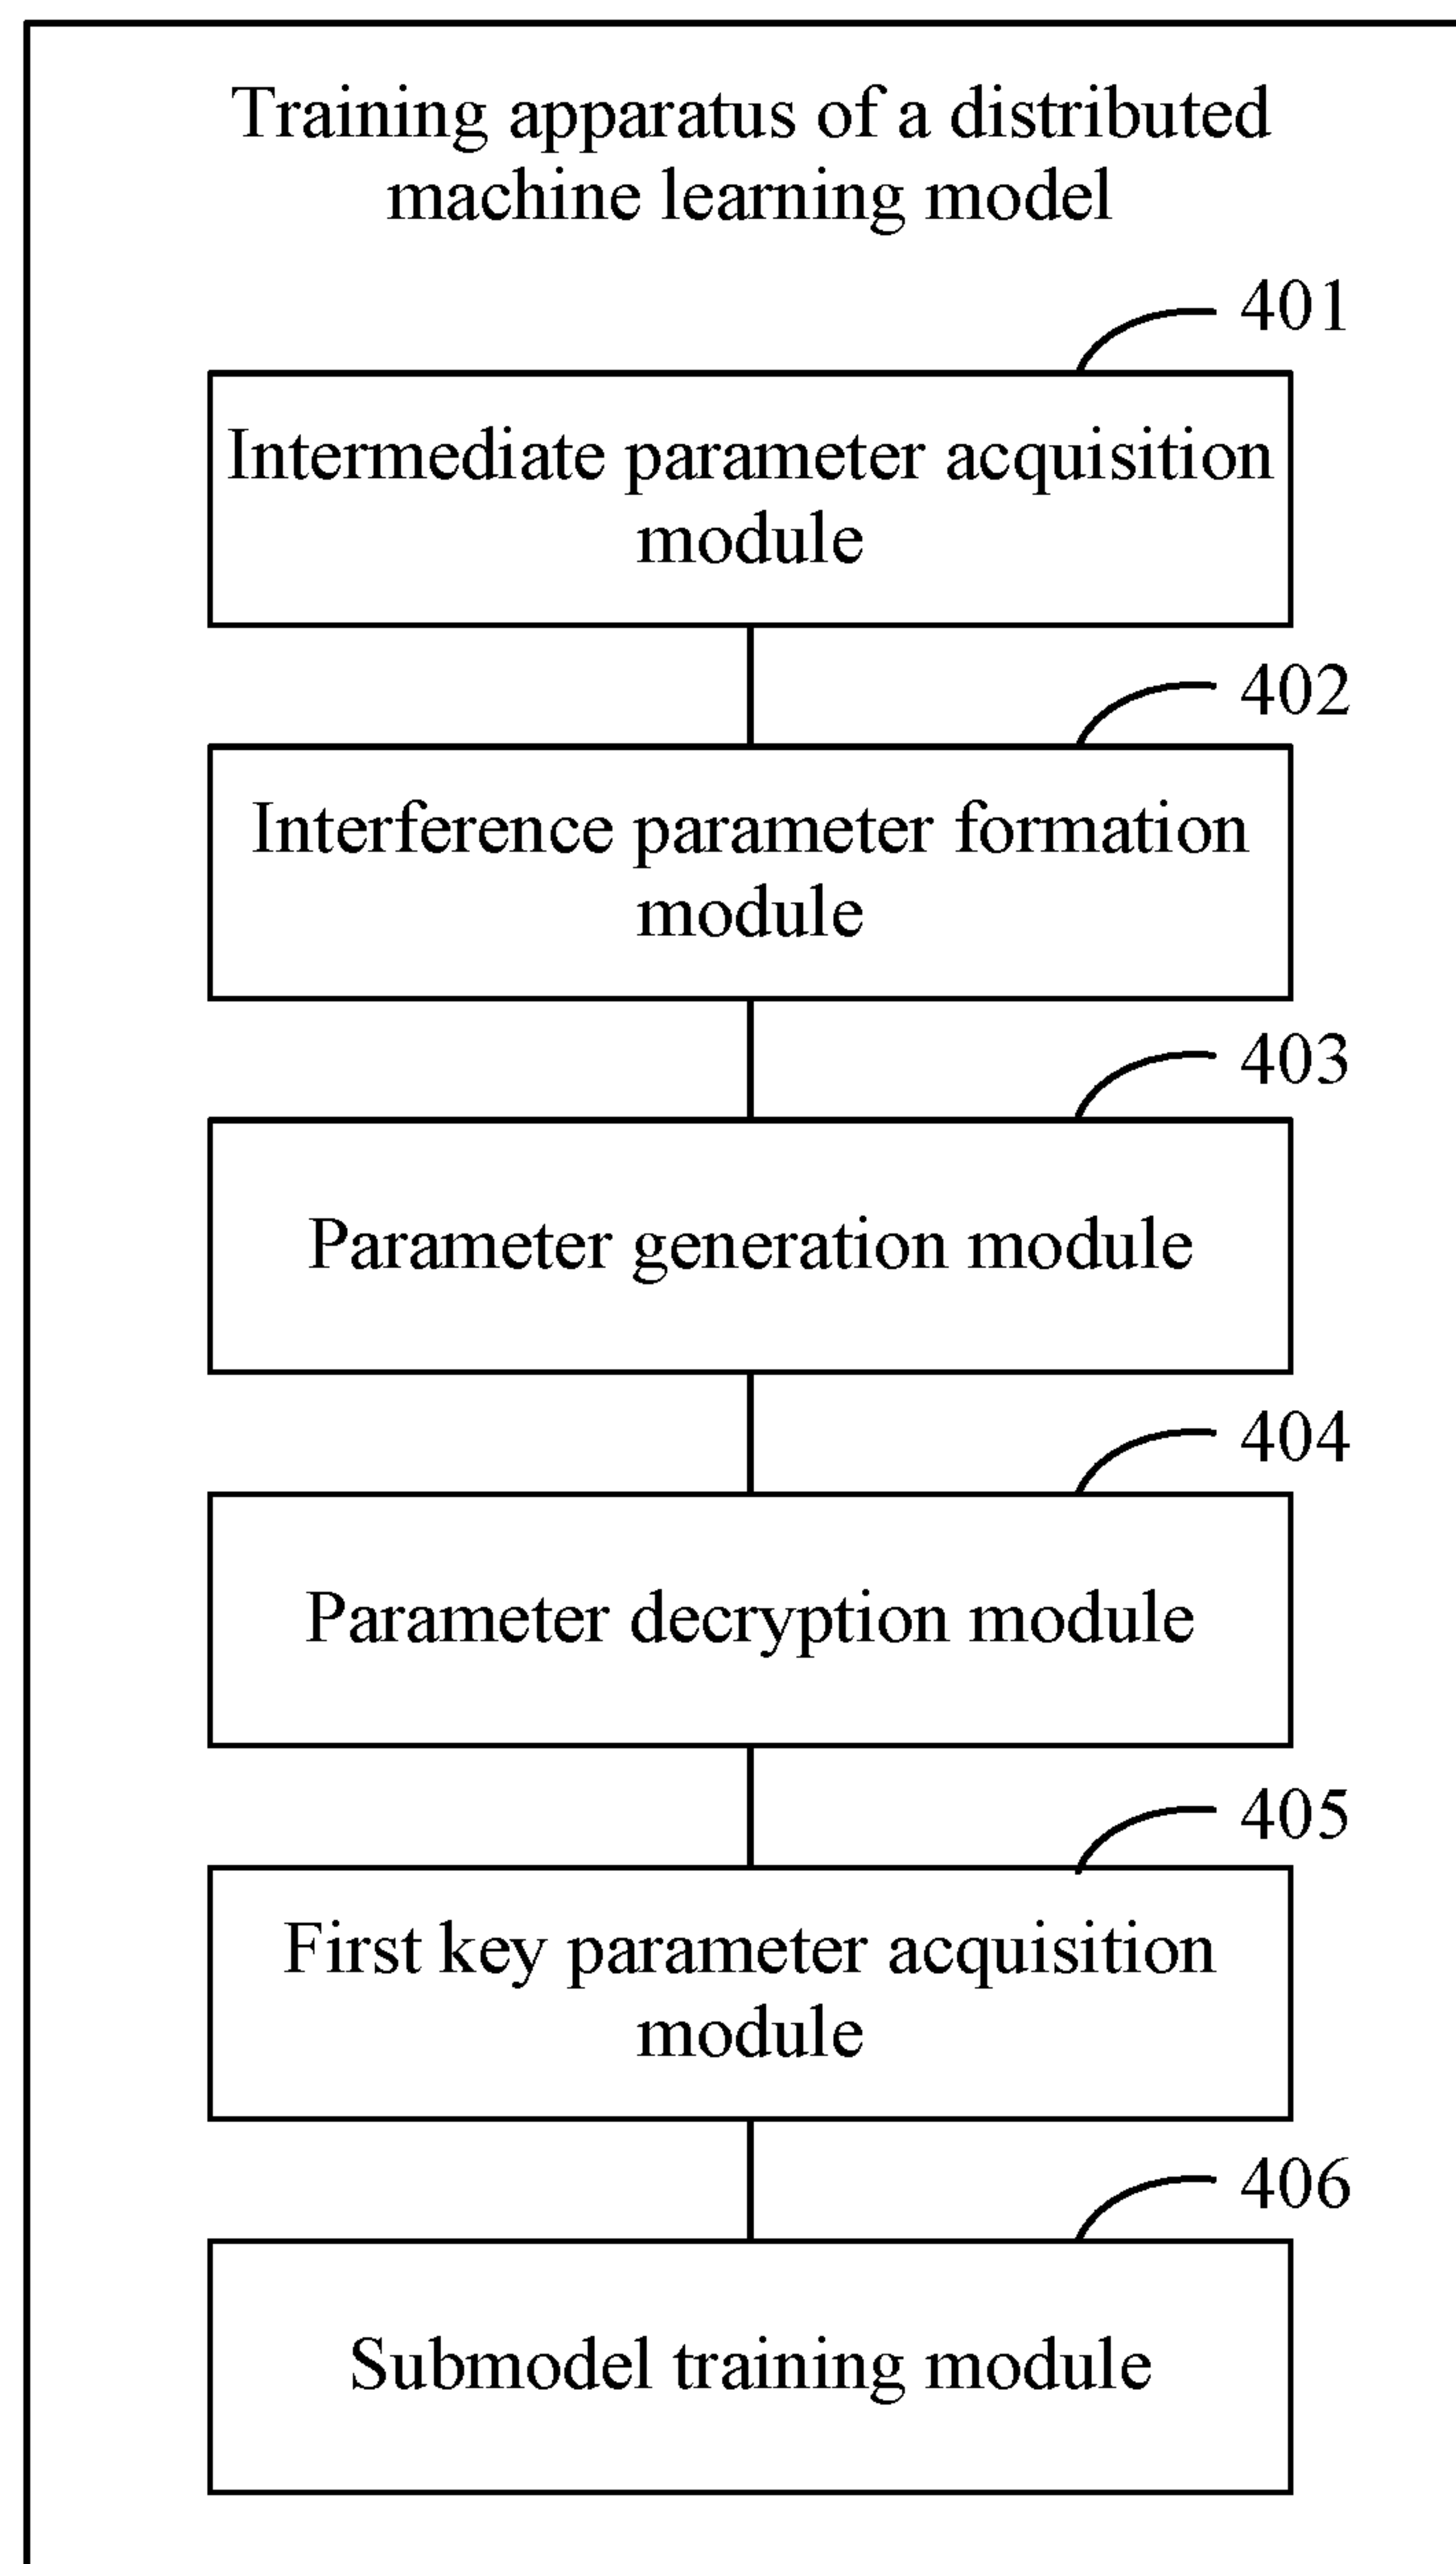 Training apparatus of a distributed
machine learning model
401
Intermediate parameter acquisition
module
402
Interference parameter formation
module
403
Parameter generation module
404
Parameter decryption module
405
First key parameter acquisition
module
406
Submodel training module